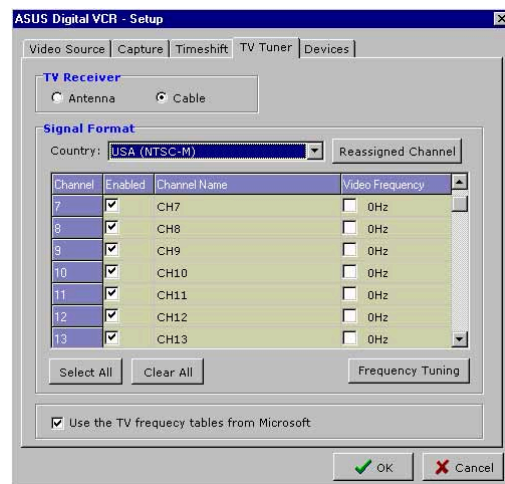 ASUS Digital VCR - Setup
Video Source Capture Timeshift TV Tuner Devices
TV Receiver
Antenna Cable
Signal Format
Country: USA (NTSC-M) Reassigned Channel
Channel Enabled Channel Name Video Frequency
7 CH7 0Hz
8 CH8 0Hz
9 CH9 0Hz
10 CH10 0Hz
11 CH11 0Hz
12 CH12 0Hz
13 CH13 0Hz
Select All Clear All Frequency Tuning
Use the TV frequecy tables from Microsoft
OK Cancel